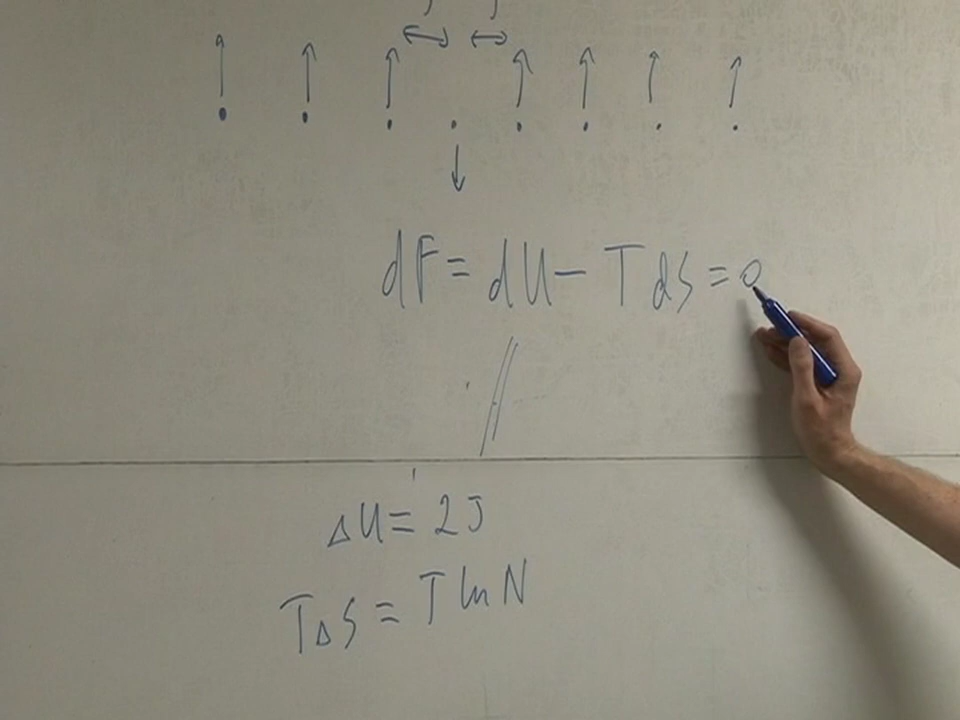 dF = dU − T dS = 0
ΔU = 2J
TΔS = T ln N